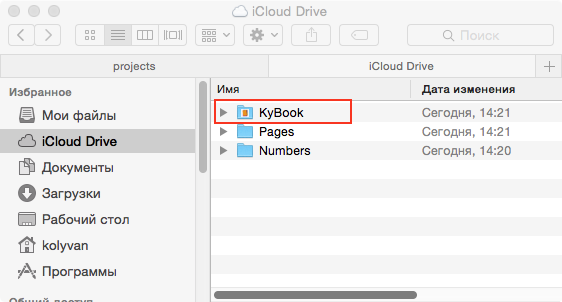 iCloud Drive
Поиск
projects
iCloud Drive
Избранное
Мои файлы
iCloud Drive
Документы
Загрузки
Рабочий стол
kolyvan
Программы
Общий доступ
Имя
Дата изменения
KyBook
Сегодня, 14:21
Pages
Сегодня, 14:21
Numbers
Сегодня, 14:20